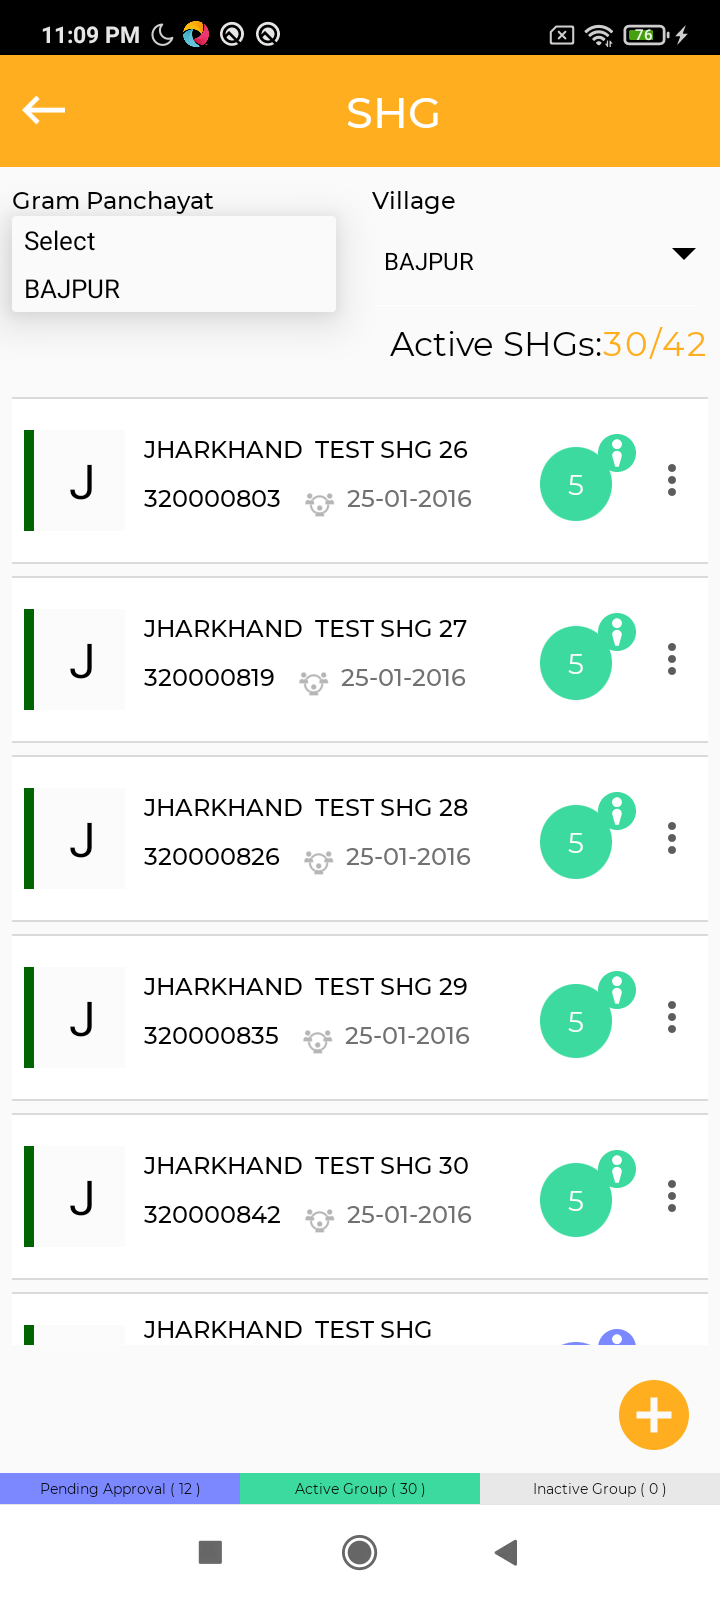 11:09 PM
76
SHG
Gram Panchayat
Village
Select
BAJPUR
BAJPUR
Active SHGs:30/42
J
JHARKHAND  TEST SHG 26
320000803 25-01-2016
5
J
JHARKHAND  TEST SHG 27
320000819 25-01-2016
5
J
JHARKHAND  TEST SHG 28
320000826 25-01-2016
5
J
JHARKHAND  TEST SHG 29
320000835 25-01-2016
5
J
JHARKHAND  TEST SHG 30
320000842 25-01-2016
5
JHARKHAND  TEST SHG
Pending Approval ( 12 )
Active Group ( 30 )
Inactive Group ( 0 )